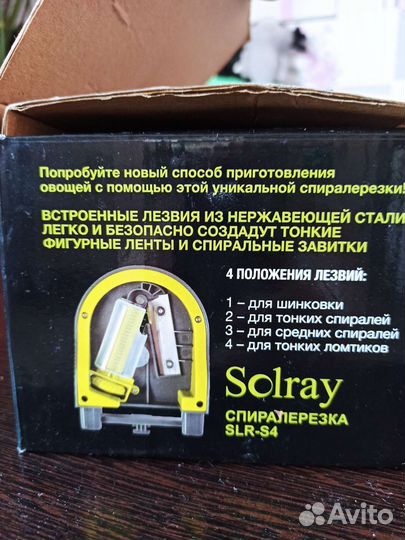 Попробуйте новый способ приготовления
овощей с помощью этой уникальной спиралерезки!
ВСТРОЕННЫЕ ЛЕЗВИЯ ИЗ НЕРЖАВЕЮЩЕЙ СТАЛИ
ЛЕГКО И БЕЗОПАСНО СОЗДАДУТ ТОНКИЕ
ФИГУРНЫЕ ЛЕНТЫ И СПИРАЛЬНЫЕ ЗАВИТКИ
4 ПОЛОЖЕНИЯ ЛЕЗВИЙ:
1 – для шинковки
2 – для тонких спиралей
3 – для средних спиралей
4 – для тонких ломтиков
Solray
СПИРАЛЕРЕЗКА
SLR-S4
Avito